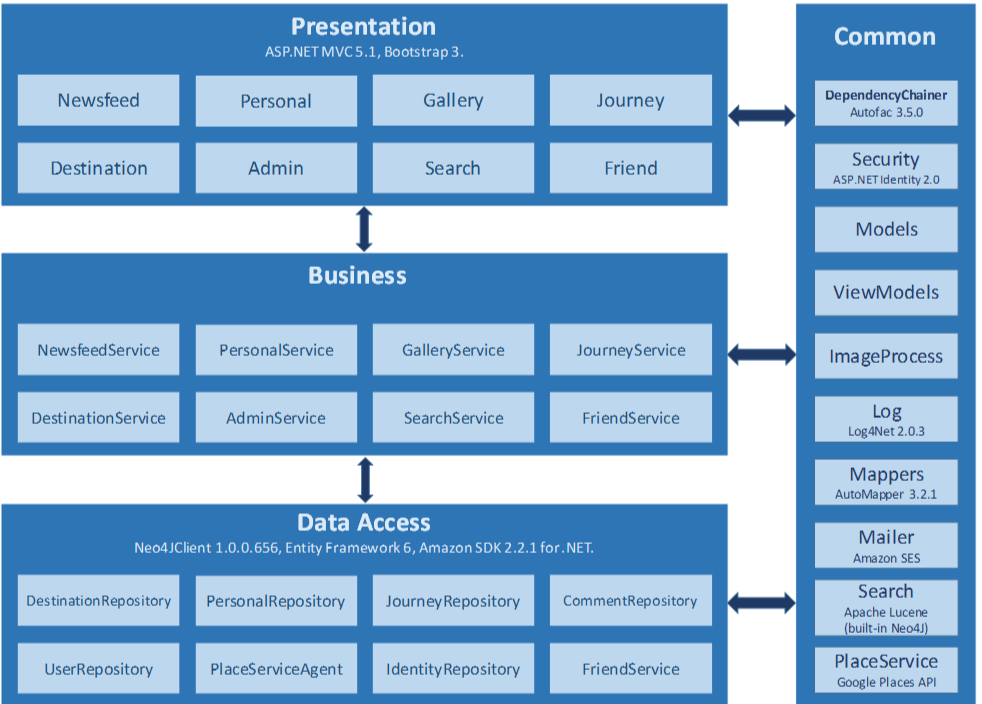 Presentation
ASP.NET MVC 5.1, Bootstrap 3.
Newsfeed
Personal
Gallery
Journey
Destination
Admin
Search
Friend
Business
NewsfeedService
PersonalService
GalleryService
JourneyService
DestinationService
AdminService
SearchService
FriendService
Data Access
Neo4JClient 1.0.0.656, Entity Framework 6, Amazon SDK 2.2.1 for .NET.
DestinationRepository
PersonalRepository
JourneyRepository
CommentRepository
UserRepository
PlaceServiceAgent
IdentityRepository
FriendService
Common
DependencyChainer
Autofac 3.5.0
Security
ASP.NET Identity 2.0
Models
ViewModels
ImageProcess
Log
Log4Net 2.0.3
Mappers
AutoMapper 3.2.1
Mailer
Amazon SES
Search
Apache Lucene
(built-in Neo4J)
PlaceService
Google Places API